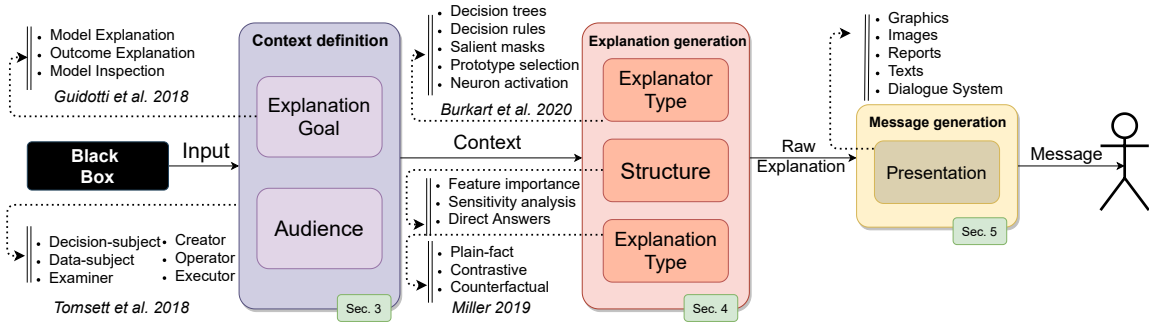 Model Explanation
Outcome Explanation
Model Inspection
Guidotti et al. 2018
Black
Box
Input
Decision-subject
Data-subject
Examiner
Creator
Operator
Executor
Tomsett et al. 2018
Context definition
Explanation
Goal
Audience
Sec. 3
Decision trees
Decision rules
Salient masks
Prototype selection
Neuron activation
Burkart et al. 2020
Context
Feature importance
Sensitivity analysis
Direct Answers
Plain-fact
Contrastive
Counterfactual
Miller 2019
Explanation generation
Explanator
Type
Structure
Explanation
Type
Sec. 4
Raw
Explanation
Graphics
Images
Reports
Texts
Dialogue System
Message generation
Presentation
Sec. 5
Message